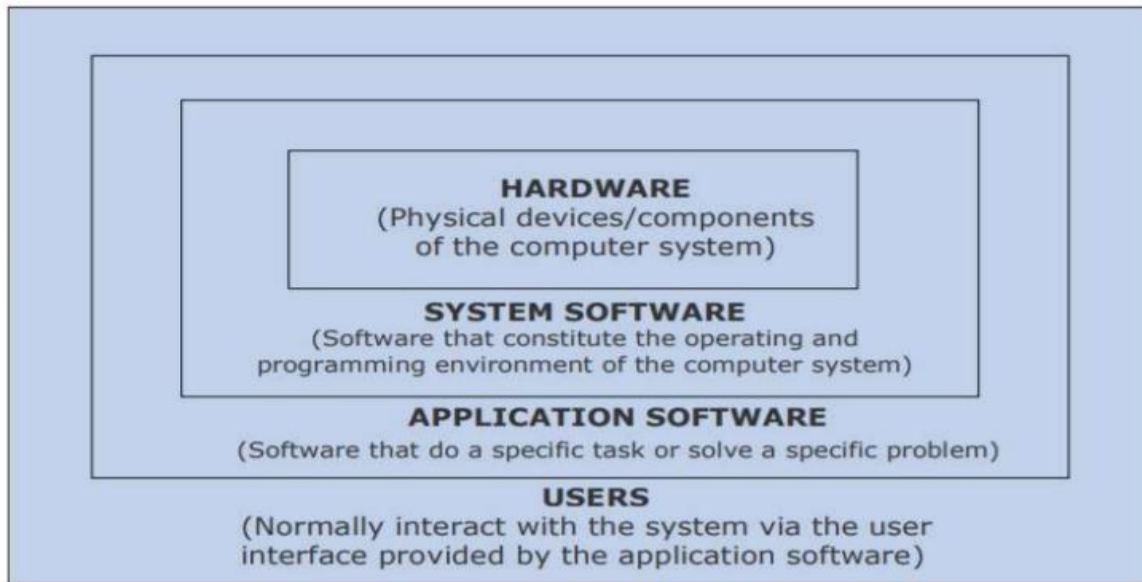 HARDWARE
(Physical devices/components
of the computer system)
SYSTEM SOFTWARE
(Software that constitute the operating and
programming environment of the computer system)
APPLICATION SOFTWARE
(Software that do a specific task or solve a specific problem)
USERS
(Normally interact with the system via the user
interface provided by the application software)